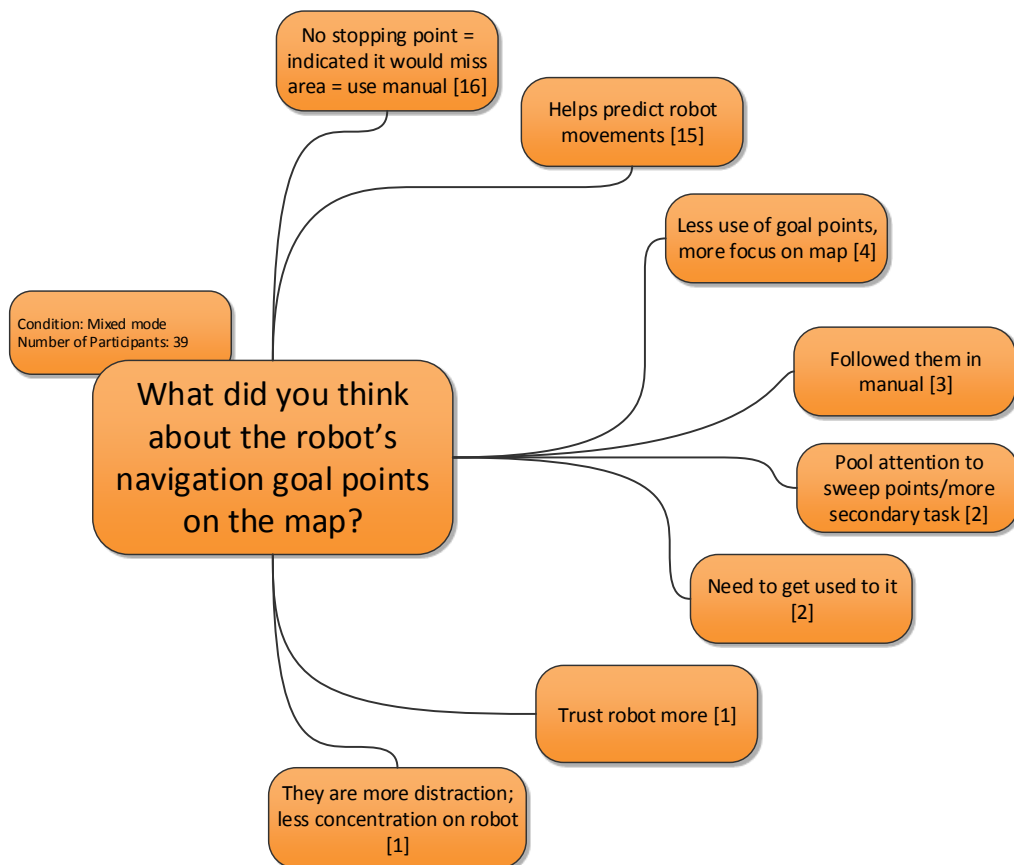 No stopping point =
indicated it would miss
area = use manual [16]
Helps predict robot
movements [15]
Less use of goal points,
more focus on map [4]
Condition: Mixed mode
Number of Participants: 39
What did you think
about the robot's
navigation goal points
on the map?
Followed them in
manual [3]
Pool attention to
sweep points/more
secondary task [2]
Need to get used to it
[2]
Trust robot more [1]
They are more distraction;
less concentration on robot
[1]